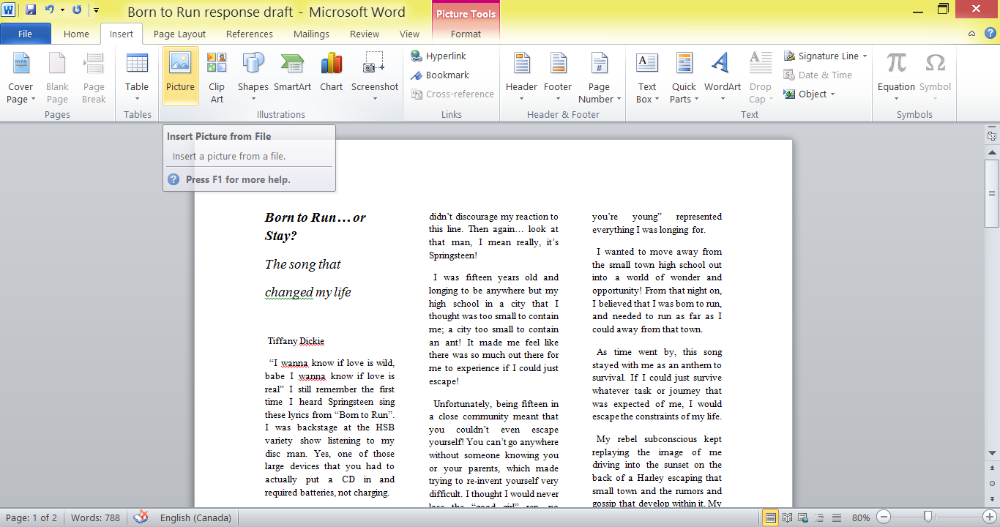 Born to Run response draft - Microsoft Word
Picture Tools
File
Home
Insert
Page Layout
References
Mailings
Review
View
Format
Cover Page
Blank Page
Page Break
Pages
Table
Tables
Picture
Clip Art
Shapes
SmartArt
Chart
Screenshot
Illustrations
Hyperlink
Bookmark
Cross-reference
Links
Header
Footer
Page Number
Header & Footer
Text Box
Quick Parts
WordArt
Drop Cap
Signature Line
Date & Time
Object
Text
Equation
Symbol
Symbols
Insert Picture from File
Insert a picture from a file.
Press F1 for more help.
Born to Run… or
Stay?
The song that
changed my life
Tiffany Dickie
“I wanna know if love is wild,
babe I wanna know if love is
real” I still remember the first
time I heard Springsteen sing
these lyrics from “Born to Run”.
I was backstage at the HSB
variety show listening to my
disc man. Yes, one of those
large devices that you had to
actually put a CD in and
required batteries, not charging.
didn’t discourage my reaction to
this line. Then again… look at
that man, I mean really, it’s
Springsteen!
I was fifteen years old and
longing to be anywhere but my
high school in a city that I
thought was too small to contain
me; a city too small to contain
an ant! It made me feel like
there was so much out there for
me to experience if I could just
escape!
Unfortunately, being fifteen in
a close community meant that
you couldn’t even escape
yourself! You can’t go anywhere
without someone knowing you
or your parents, which made
trying to re-invent yourself very
difficult. I thought I would never
lose the “good girl” rep, no
you’re young” represented
everything I was longing for.
I wanted to move away from
the small town high school out
into a world of wonder and
opportunity! From that night on,
I believed that I was born to run,
and needed to run as far as I
could away from that town.
As time went by, this song
stayed with me as an anthem to
survival. If I could just survive
whatever task or journey that
was expected of me, I would
escape the constraints of my life.
My rebel subconscious kept
replaying the image of me
driving into the sunset on the
back of a Harley escaping that
small town and the rumors and
gossip that develop within it. My
Page: 1 of 2
Words: 788
English (Canada)
80%